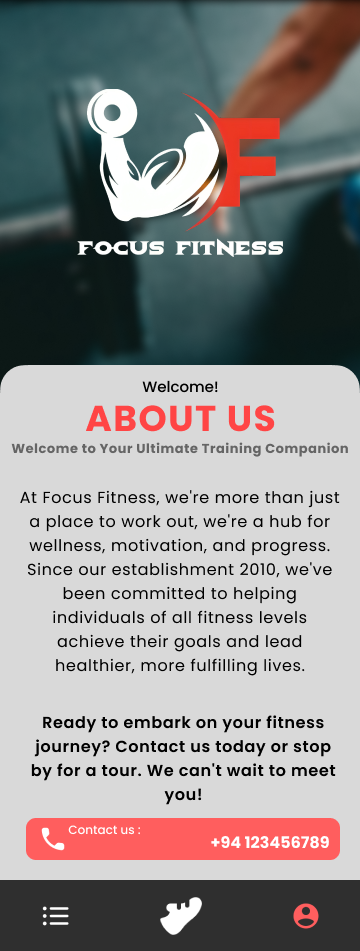 F
FOCUS FITNESS
Welcome!
ABOUT US
Welcome to Your Ultimate Training Companion
At Focus Fitness, we're more than just
a place to work out, we're a hub for
wellness, motivation, and progress.
Since our establishment 2010, we've
been committed to helping
individuals of all fitness levels
achieve their goals and lead
healthier, more fulfilling lives.
Ready to embark on your fitness
journey? Contact us today or stop
by for a tour. We can't wait to meet
you!
Contact us :
+94 123456789